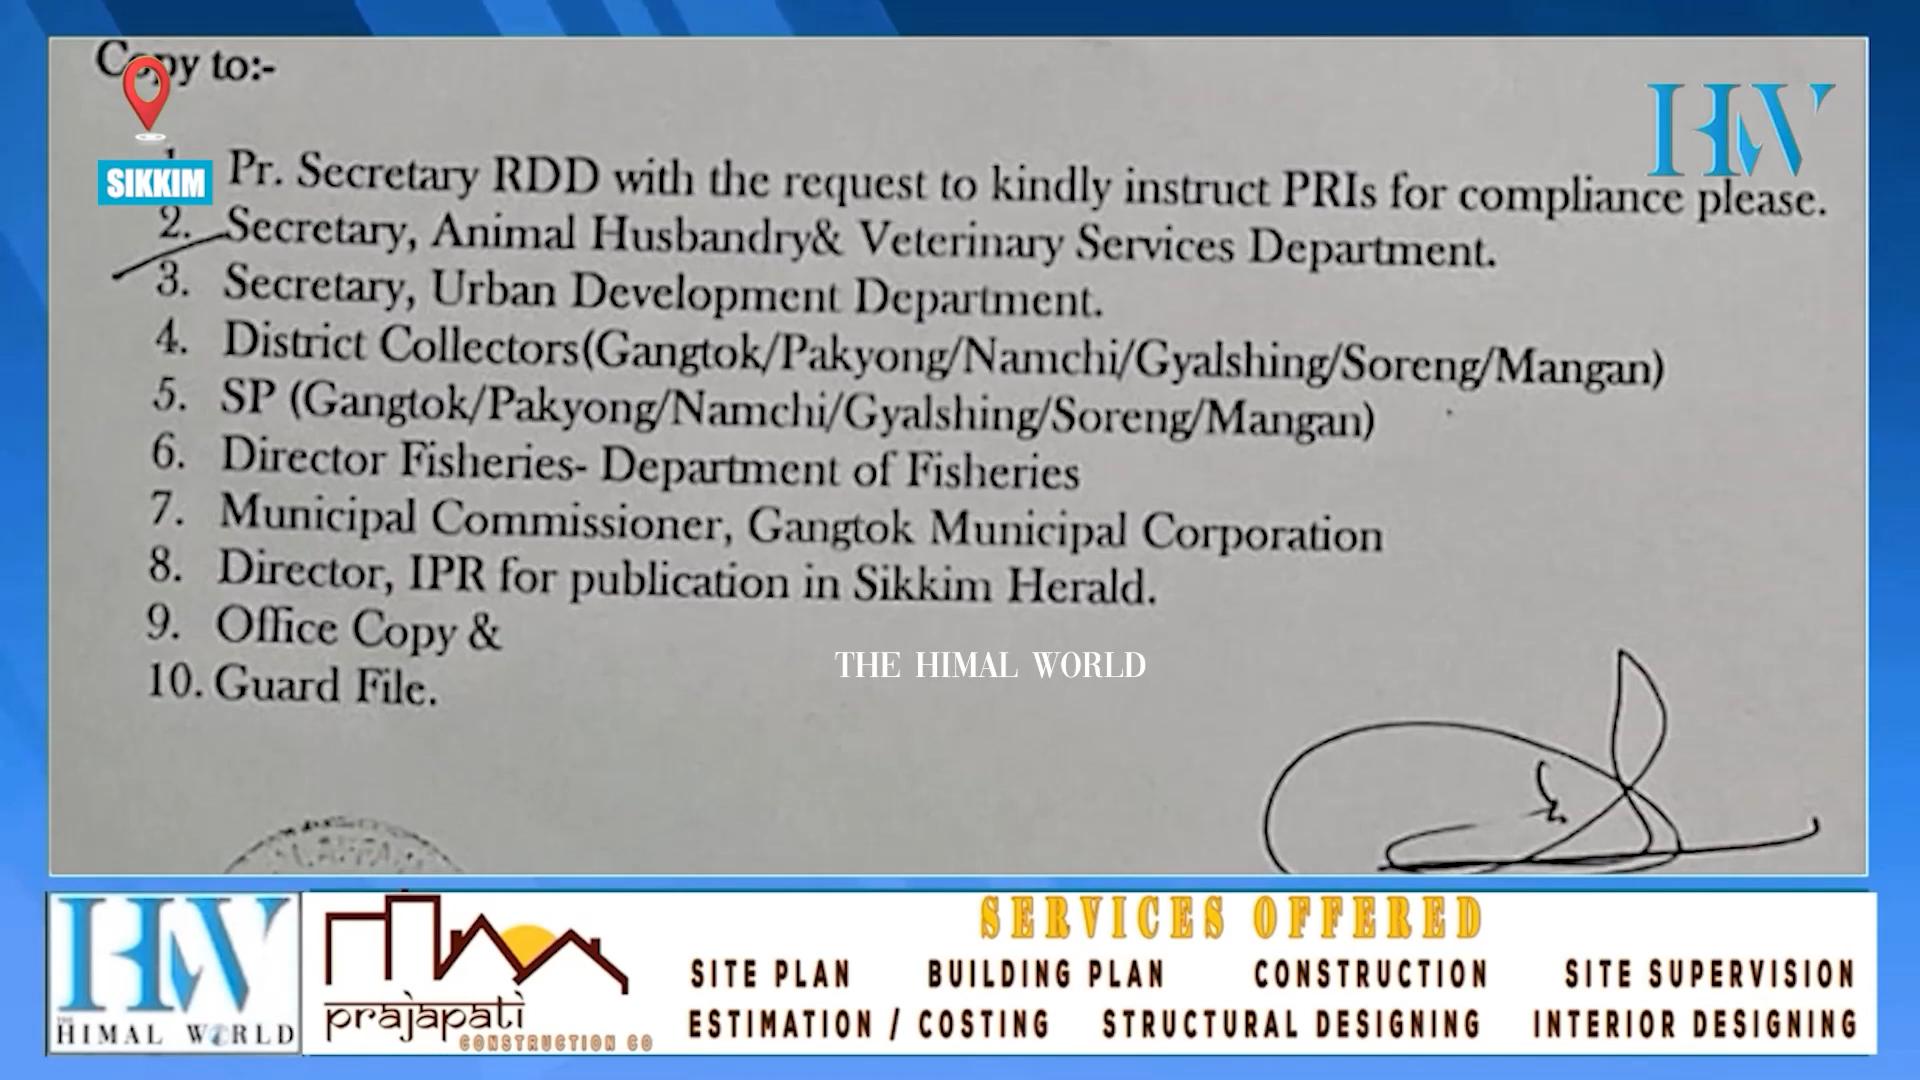 Copy to:-
SIKKIM
Pr. Secretary RDD with the request to kindly instruct PRIs for compliance please.
2. Secretary, Animal Husbandry& Veterinary Services Department.
3. Secretary, Urban Development Department.
4. District Collectors(Gangtok/Pakyong/Namchi/Gyalshing/Soreng/Mangan)
5. SP (Gangtok/Pakyong/Namchi/Gyalshing/Soreng/Mangan)
6. Director Fisheries- Department of Fisheries
7. Municipal Commissioner, Gangtok Municipal Corporation
8. Director, IPR for publication in Sikkim Herald.
9. Office Copy &
10. Guard File.
THE HIMAL WORLD
HW
HW
THE
HIMAL WORLD
prajapati
CONSTRUCTION CO
SERVICES OFFERED
SITE PLAN BUILDING PLAN CONSTRUCTION SITE SUPERVISION
ESTIMATION / COSTING STRUCTURAL DESIGNING INTERIOR DESIGNING